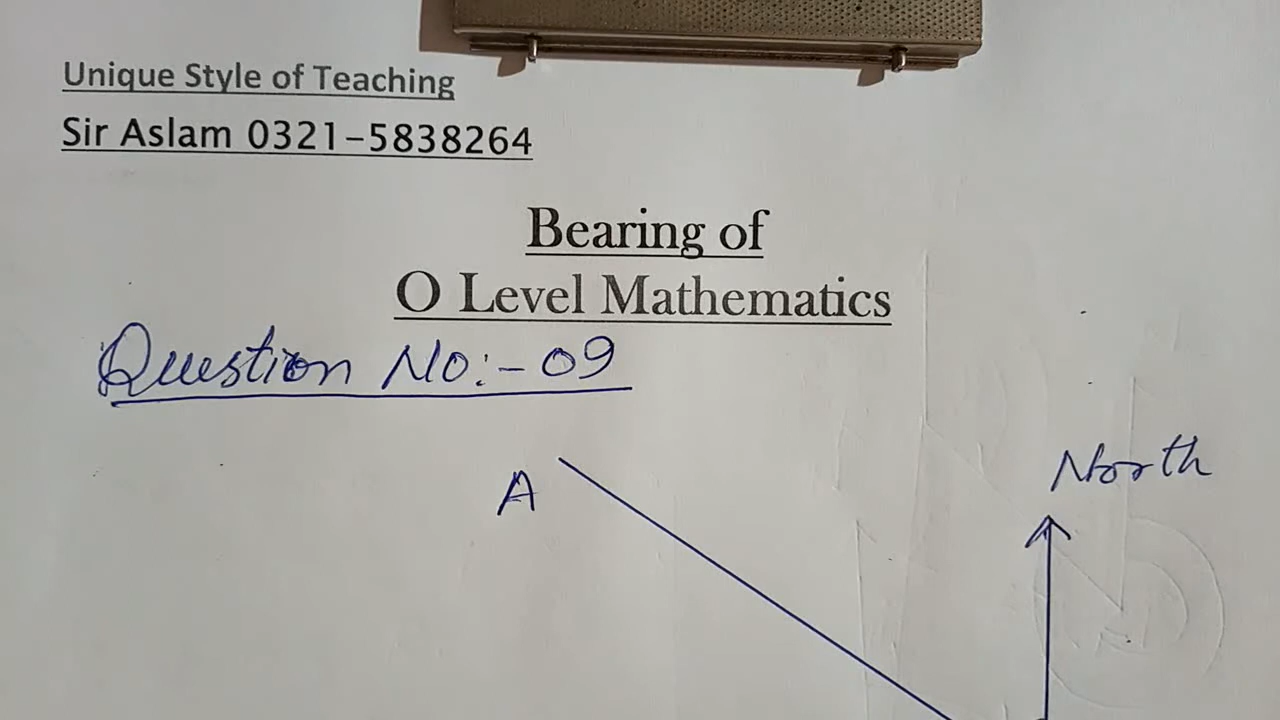 Unique Style of Teaching
Sir Aslam 0321-5838264
Bearing of
O Level Mathematics
Question No:- 09
A
North